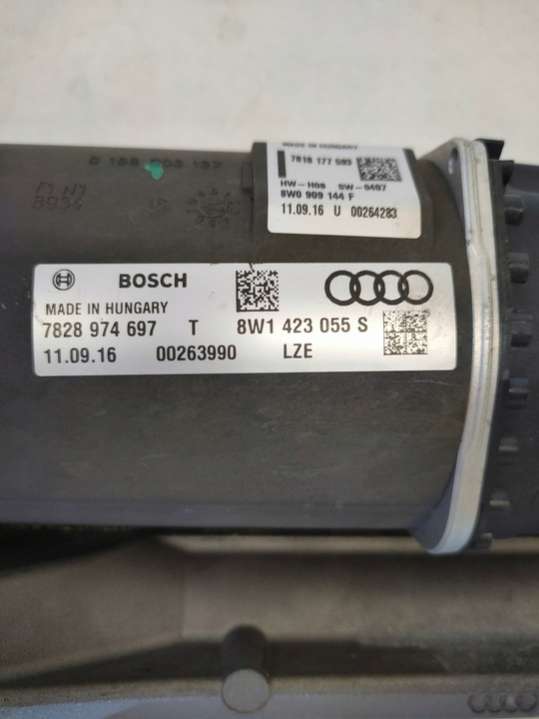 MADE IN HUNGARY
7818 177 593
HW-H08 SW-0407
8W0 909 144 F
11.09.16 U 00264283
BOSCH
MADE IN HUNGARY
7828 974 697 T 8W1 423 055 S
11.09.16 00263990 LZE